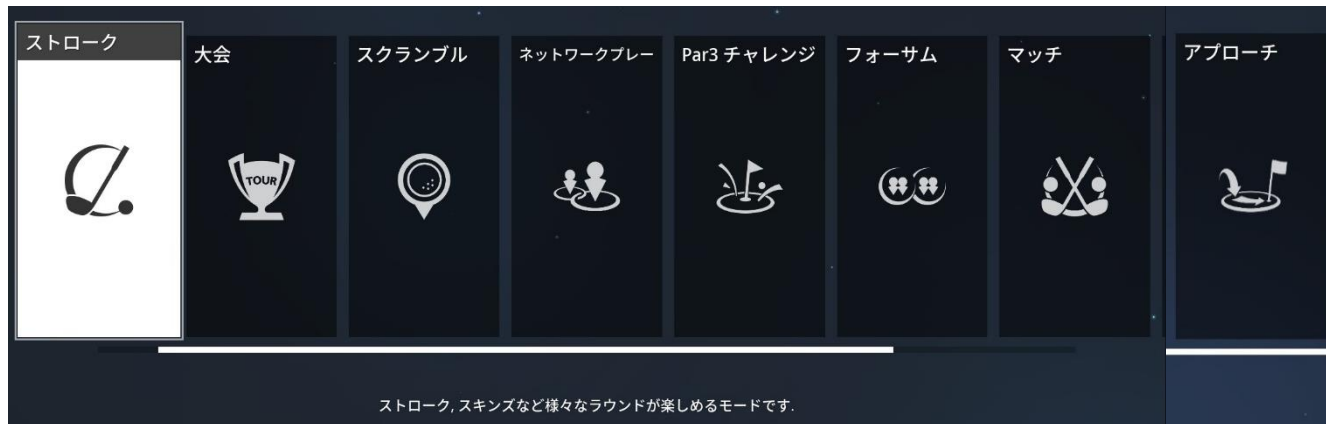 ストローク
大会
スクランブル
ネットワークプレー
Par3 チャレンジ
フォーサム
マッチ
アプローチ
TOUR
ストローク, スキンズなど様々なラウンドが楽しめるモードです.